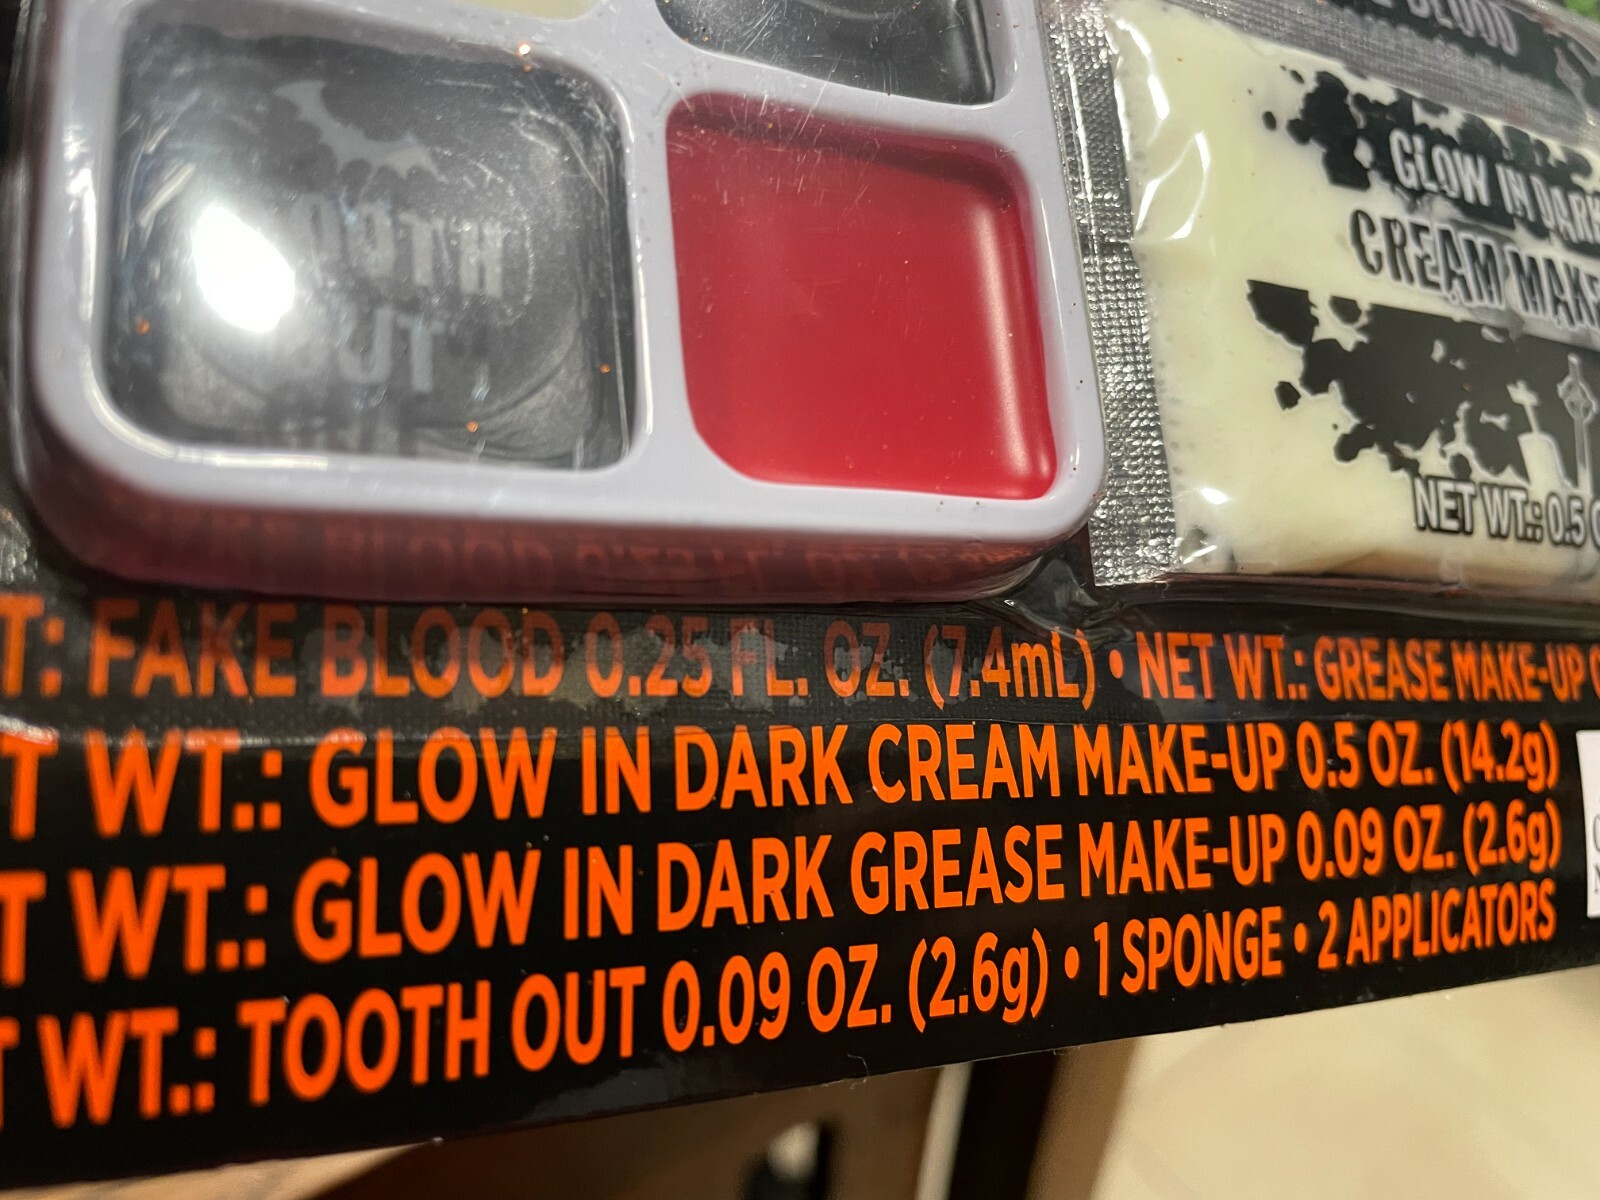 BLOOD
GLOW IN DARK
CREAM MAKE
NET WT.: 0.5
TOOTH
OUT
T: FAKE BLOOD 0.25 FL. OZ. (7.4mL) • NET WT.: GREASE MAKE-UP
T WT.: GLOW IN DARK CREAM MAKE-UP 0.5 OZ. (14.2g)
T WT.: GLOW IN DARK GREASE MAKE-UP 0.09 OZ. (2.6g)
T WT.: TOOTH OUT 0.09 OZ. (2.6g) • 1 SPONGE • 2 APPLICATORS